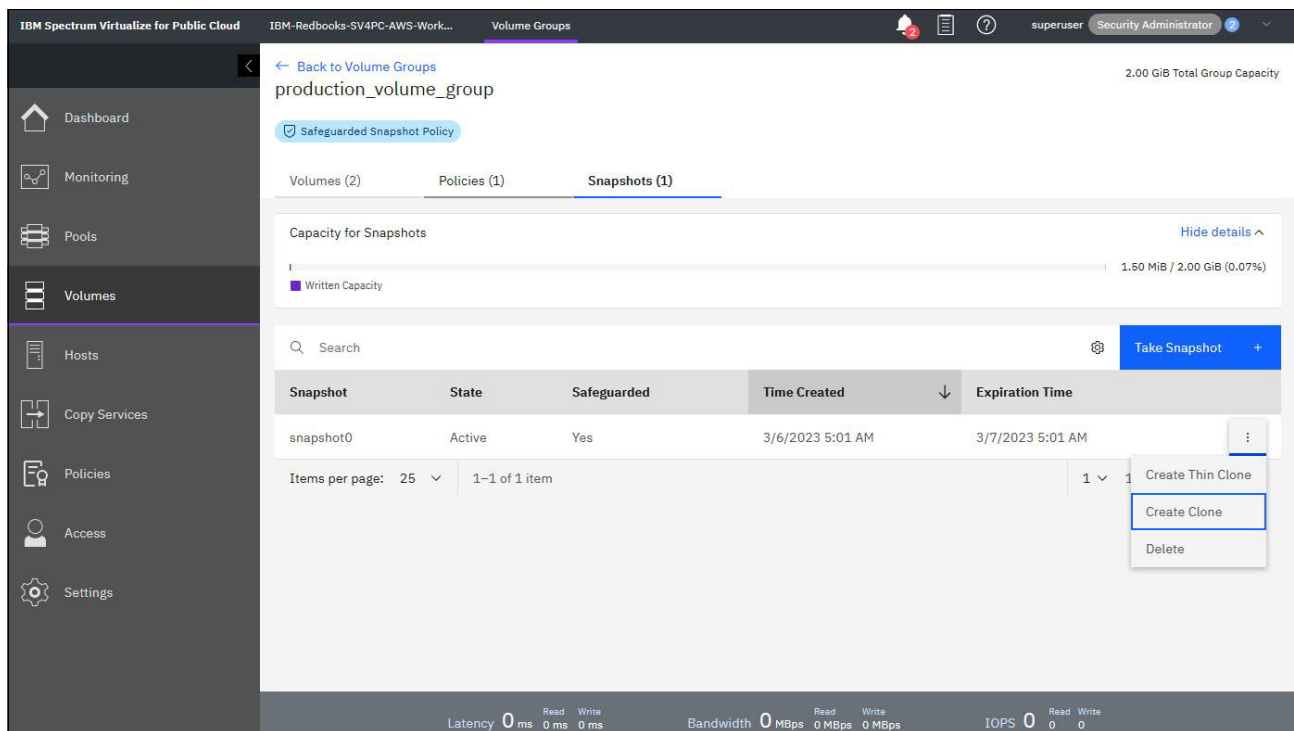 IBM Spectrum Virtualize for Public Cloud IBM-Redbooks-SV4PC-AWS-Work... Volume Groups 2 superuser Security Administrator 2
← Back to Volume Groups
production_volume_group
2.00 GiB Total Group Capacity
Safeguarded Snapshot Policy
Dashboard
Monitoring
Pools
Volumes
Hosts
Copy Services
Policies
Access
Settings
Volumes (2) Policies (1) Snapshots (1)
Capacity for Snapshots Hide details
1.50 MiB / 2.00 GiB (0.07%)
Written Capacity
Search Take Snapshot +
Snapshot State Safeguarded Time Created ↓ Expiration Time
snapshot0 Active Yes 3/6/2023 5:01 AM 3/7/2023 5:01 AM
Items per page: 25 1–1 of 1 item 1 1
Create Thin Clone
Create Clone
Delete
Latency 0 ms Read 0 ms Write 0 ms Bandwidth 0 MBps Read 0 MBps Write 0 MBps IOPS 0 Read 0 Write 0